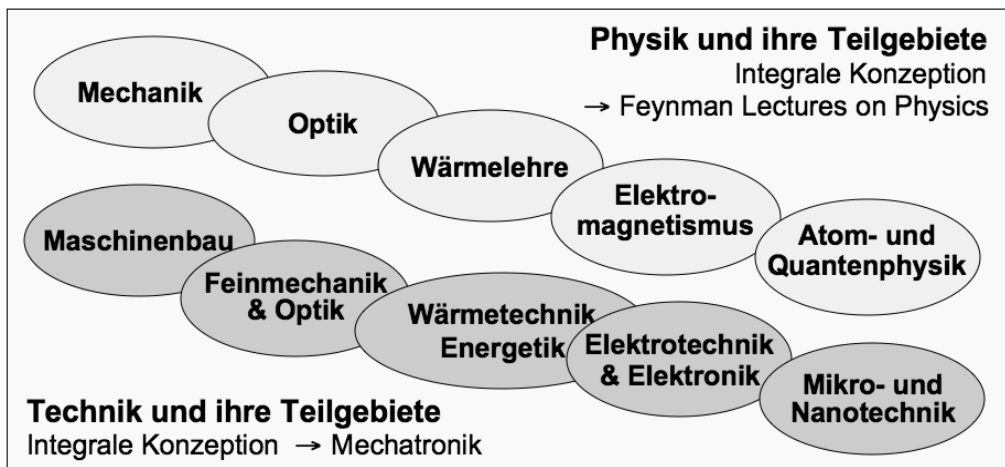 Physik und ihre Teilgebiete
Integrale Konzeption
→ Feynman Lectures on Physics
Mechanik
Optik
Wärmelehre
Elektro-
magnetismus
Atom- und
Quantenphysik
Maschinenbau
Feinmechanik
& Optik
Wärmetechnik
Energetik
Elektrotechnik
& Elektronik
Mikro- und
Nanotechnik
Technik und ihre Teilgebiete
Integrale Konzeption → Mechatronik